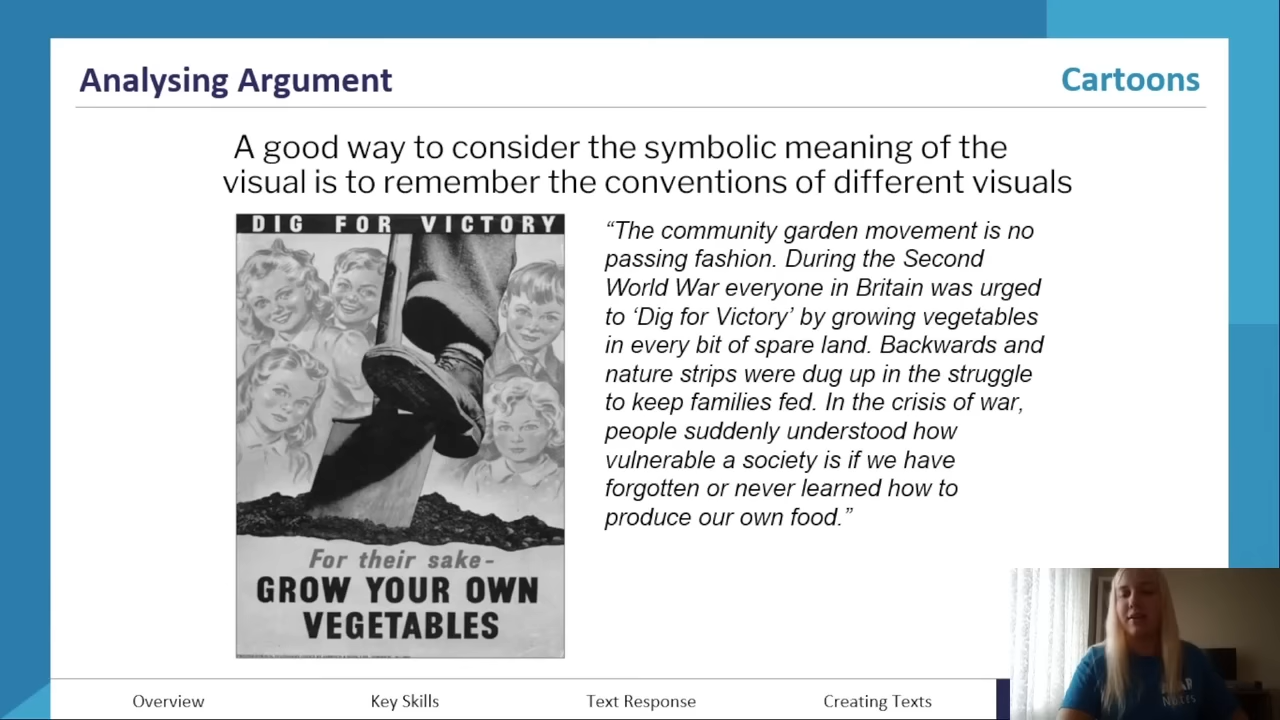 Analysing Argument
Cartoons
A good way to consider the symbolic meaning of the
visual is to remember the conventions of different visuals
DIG FOR VICTORY
For their sake-
GROW YOUR OWN
VEGETABLES
“The community garden movement is no
passing fashion. During the Second
World War everyone in Britain was urged
to ‘Dig for Victory’ by growing vegetables
in every bit of spare land. Backwards and
nature strips were dug up in the struggle
to keep families fed. In the crisis of war,
people suddenly understood how
vulnerable a society is if we have
forgotten or never learned how to
produce our own food.”
Overview
Key Skills
Text Response
Creating Texts